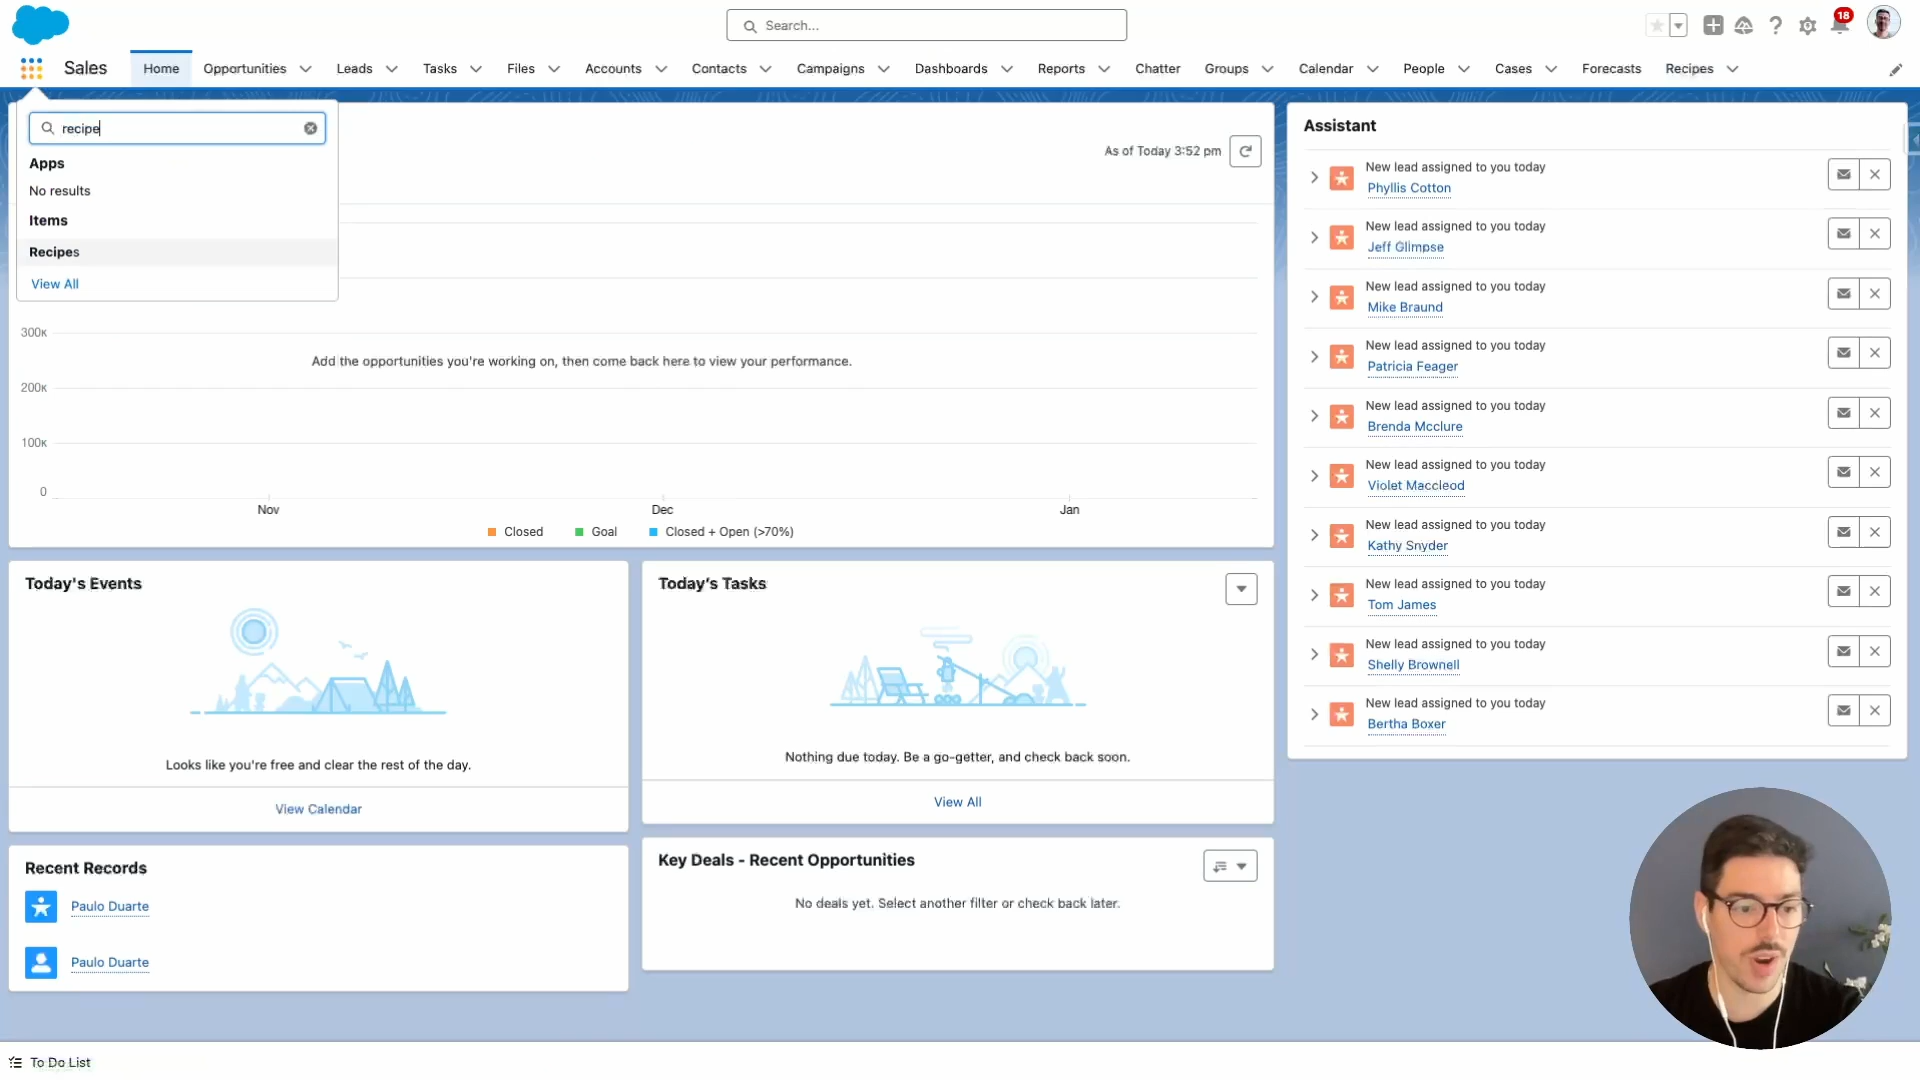 Search...
18
Sales
Home
Opportunities
Leads
Tasks
Files
Accounts
Contacts
Campaigns
Dashboards
Reports
Chatter
Groups
Calendar
People
Cases
Forecasts
Recipes
recipe
Apps
No results
Items
Recipes
View All
As of Today 3:52 pm
300K
Add the opportunities you're working on, then come back here to view your performance.
200K
100K
0
Nov
Dec
Jan
Closed
Goal
Closed + Open (>70%)
Today's Events
Looks like you're free and clear the rest of the day.
View Calendar
Today's Tasks
Nothing due today. Be a go-getter, and check back soon.
View All
Recent Records
Paulo Duarte
Paulo Duarte
Key Deals - Recent Opportunities
No deals yet. Select another filter or check back later.
Assistant
New lead assigned to you today
Phyllis Cotton
New lead assigned to you today
Jeff Glimpse
New lead assigned to you today
Mike Braund
New lead assigned to you today
Patricia Feager
New lead assigned to you today
Brenda Mcclure
New lead assigned to you today
Violet Maccleod
New lead assigned to you today
Kathy Snyder
New lead assigned to you today
Tom James
New lead assigned to you today
Shelly Brownell
New lead assigned to you today
Bertha Boxer
To Do List